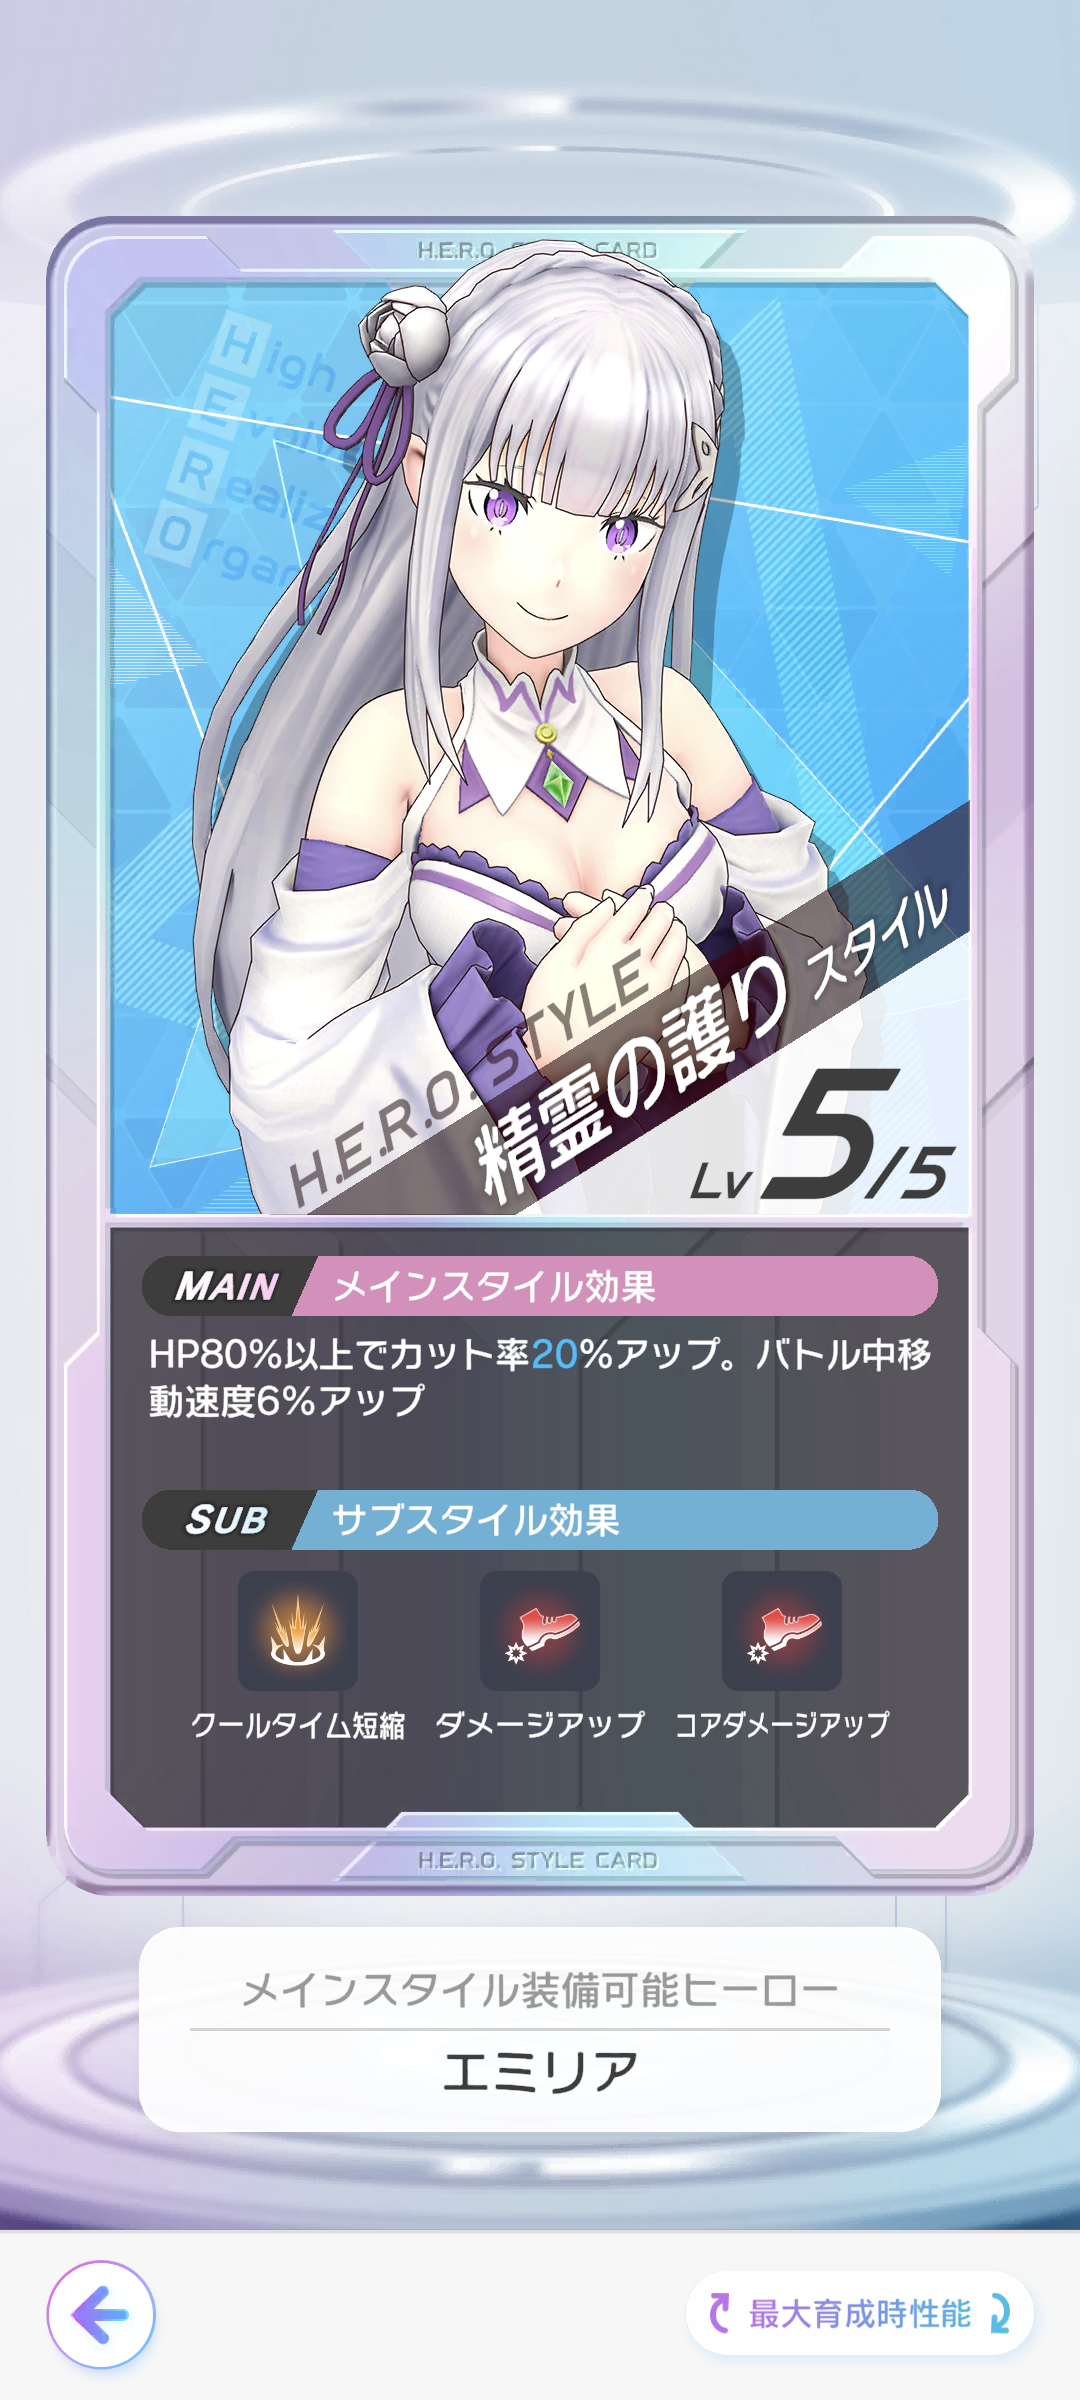 H.E.R.O. CARD
High
E
Realiz
Organ
H.E.R.O. STYLE
精霊の護り スタイル
Lv 5/5
MAIN メインスタイル効果
HP80%以上でカット率20%アップ。バトル中移
動速度6%アップ
SUB サブスタイル効果
クールタイム短縮 ダメージアップ コアダメージアップ
H.E.R.O. STYLE CARD
メインスタイル装備可能ヒーロー
エミリア
最大育成時性能